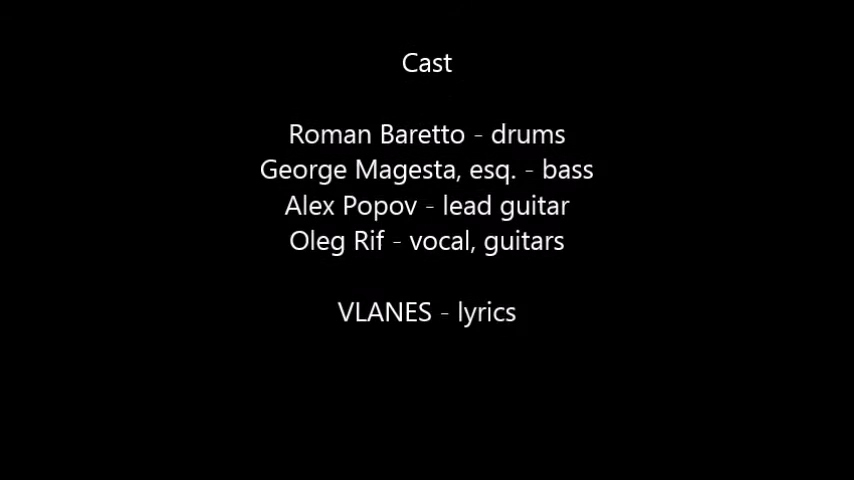 Cast
Roman Baretto - drums
George Magesta, esq. - bass
Alex Popov - lead guitar
Oleg Rif - vocal, guitars
VLANES - lyrics